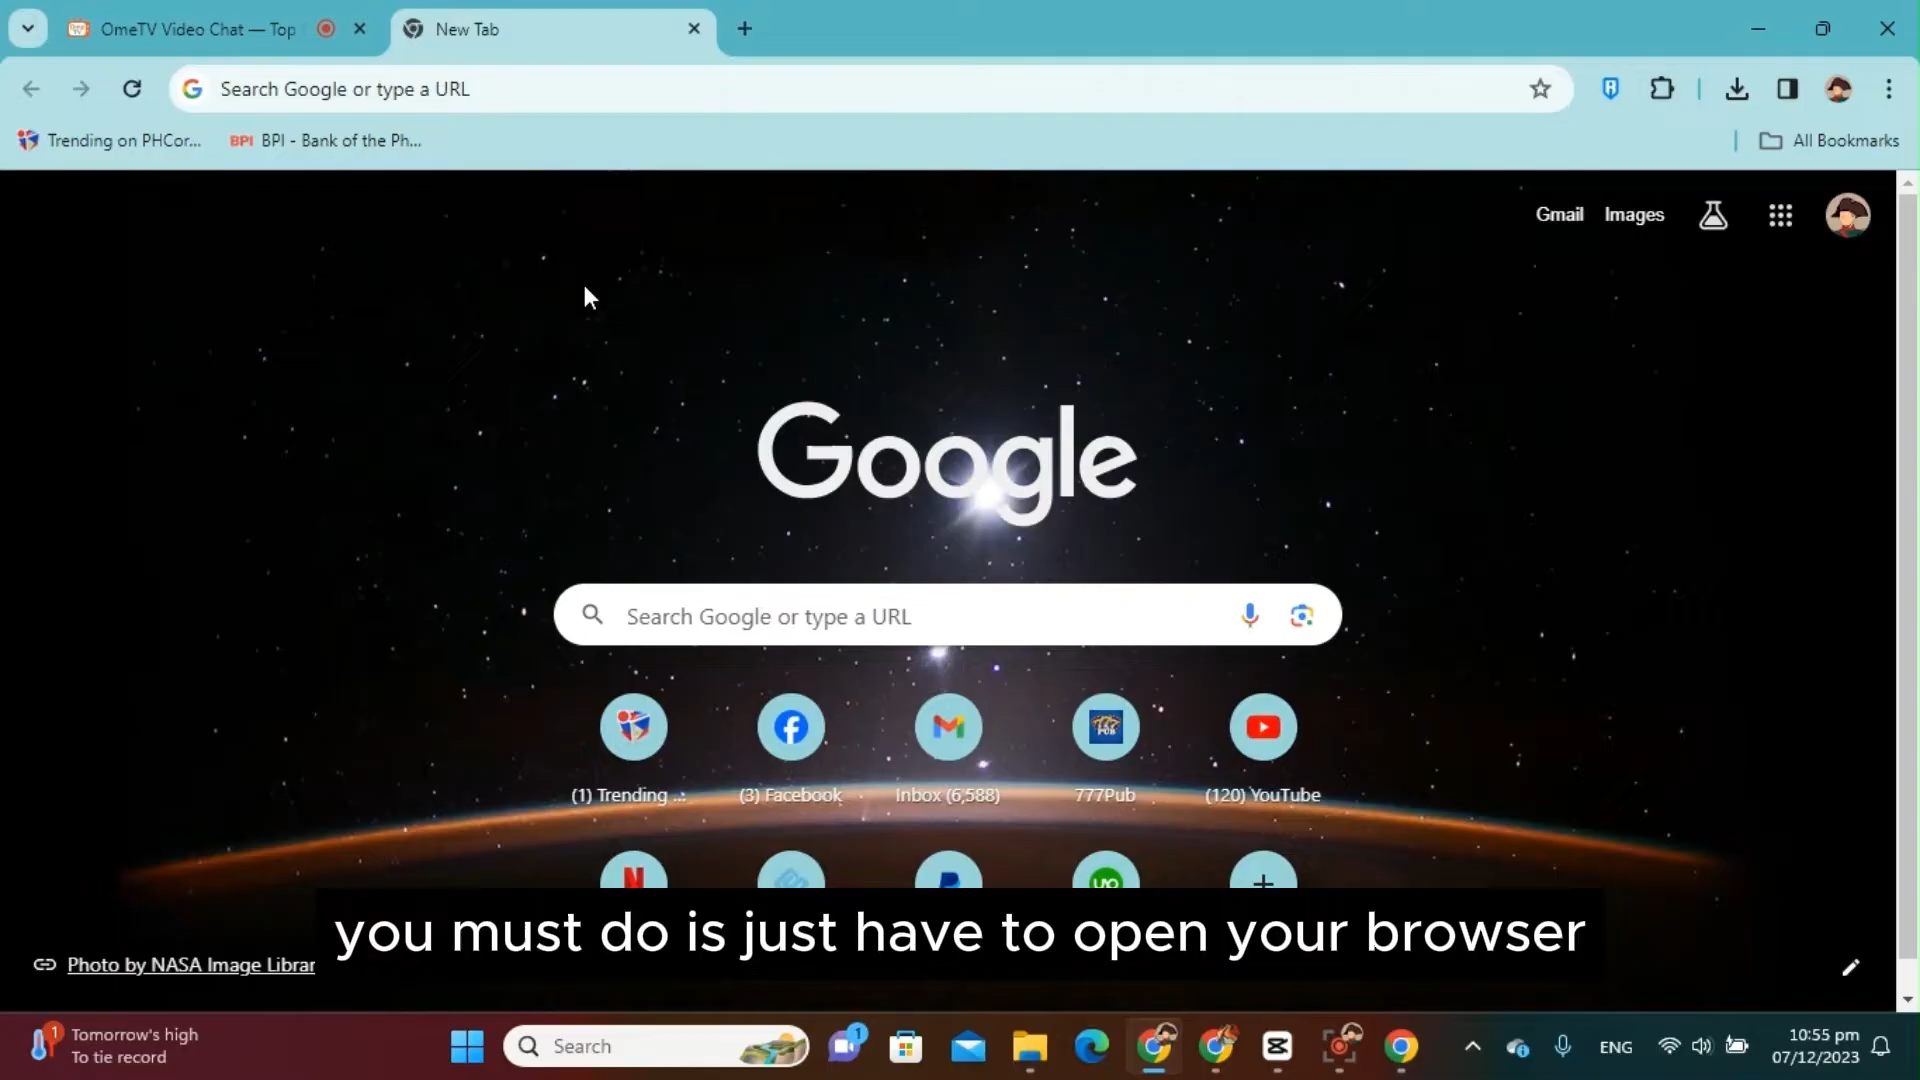 OmeTV Video Chat — Top
New Tab
Search Google or type a URL
Trending on PHCor...
BPI BPI - Bank of the Ph...
All Bookmarks
Gmail Images
Google
Search Google or type a URL
(1) Trending ...
(3) Facebook
Inbox (6,588)
777Pub
(120) YouTube
you must do is just have to open your browser
Photo by NASA Image Librar
1
Tomorrow's high
To tie record
Search
1
ENG
10:55 pm
07/12/2023